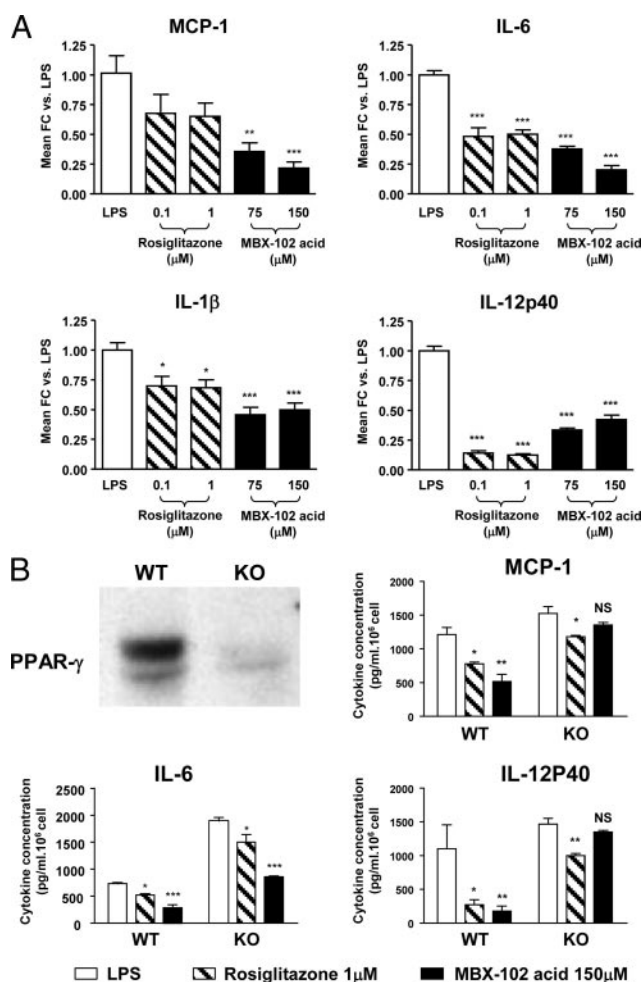 A
MCP-1
Mean FC vs. LPS
1.25
1.00
0.75
0.50
0.25
0.00
** ***
LPS 0.1 1 75 150
Rosiglitazone (μM) MBX-102 acid (μM)
IL-6
Mean FC vs. LPS
1.25
1.00
0.75
0.50
0.25
0.00
*** *** *** ***
LPS 0.1 1 75 150
Rosiglitazone (μM) MBX-102 acid (μM)
IL-1β
Mean FC vs. LPS
1.25
1.00
0.75
0.50
0.25
0.00
* * *** ***
LPS 0.1 1 75 150
Rosiglitazone (μM) MBX-102 acid (μM)
IL-12p40
Mean FC vs. LPS
1.25
1.00
0.75
0.50
0.25
0.00
*** *** *** ***
LPS 0.1 1 75 150
Rosiglitazone (μM) MBX-102 acid (μM)
B
WT KO
PPAR-γ
MCP-1
Cytokine concentration
(pg/ml.10⁶ cell)
2000
1500
1000
500
0
* ** * NS
WT KO
IL-6
Cytokine concentration
(pg/ml.10⁶ cell)
2500
2000
1500
1000
500
0
* *** * ***
WT KO
IL-12P40
Cytokine concentration
(pg/ml.10⁶ cell)
2000
1500
1000
500
0
* ** ** NS
WT KO
LPS Rosiglitazone 1μM MBX-102 acid 150μM